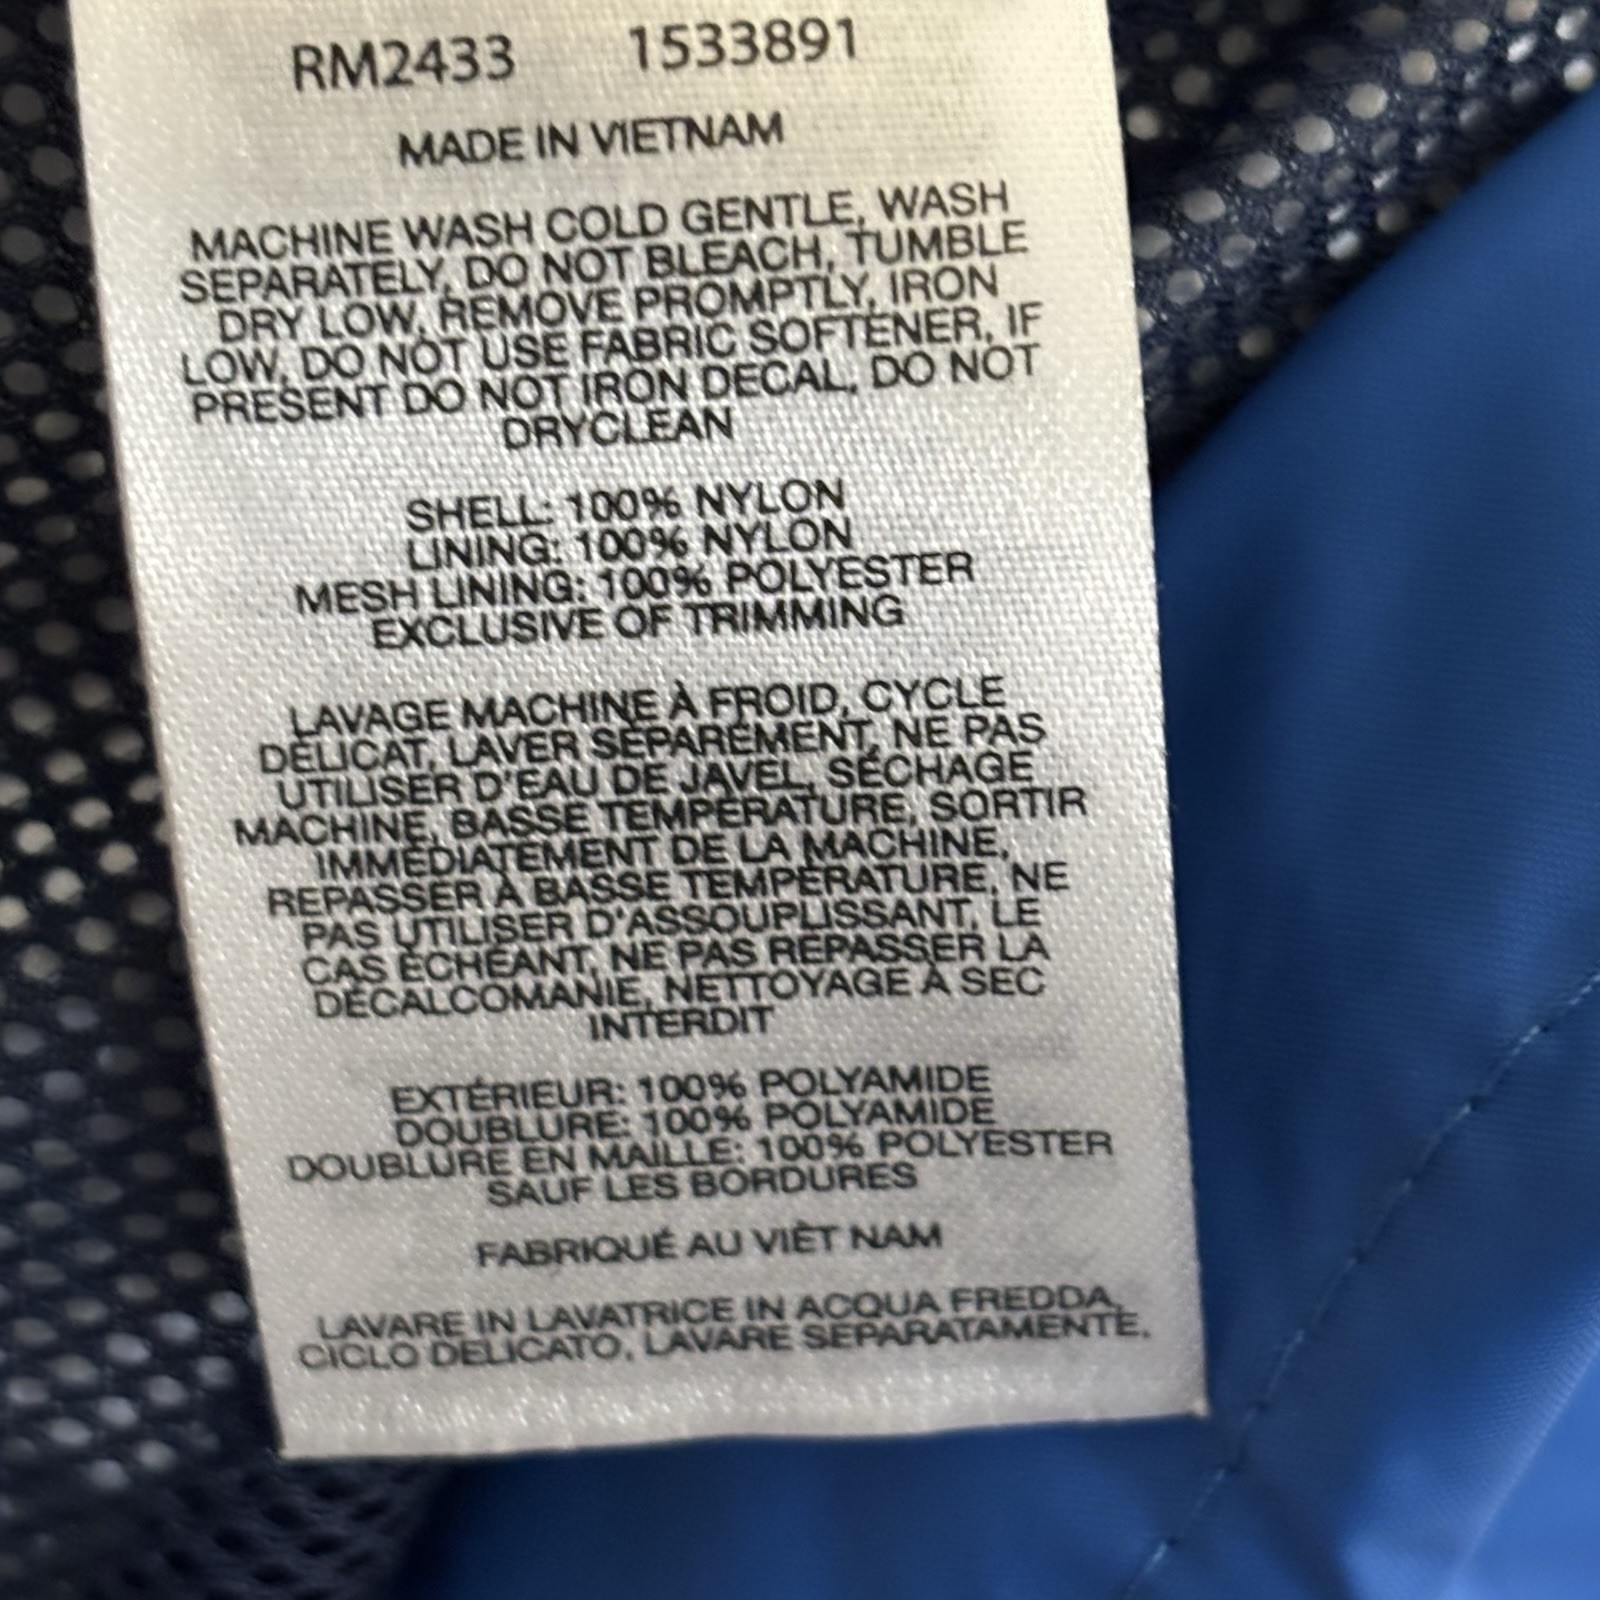 RM2433 1533891
MADE IN VIETNAM
MACHINE WASH COLD GENTLE, WASH
SEPARATELY, DO NOT BLEACH, TUMBLE
DRY LOW, REMOVE PROMPTLY, IRON
LOW, DO NOT USE FABRIC SOFTENER, IF
PRESENT DO NOT IRON DECAL, DO NOT
DRYCLEAN
SHELL: 100% NYLON
LINING: 100% NYLON
MESH LINING: 100% POLYESTER
EXCLUSIVE OF TRIMMING
LAVAGE MACHINE À FROID, CYCLE
DÉLICAT, LAVER SÉPARÉMENT, NE PAS
UTILISER D'EAU DE JAVEL, SÉCHAGE
MACHINE, BASSE TEMPÉRATURE, SORTIR
IMMÉDIATEMENT DE LA MACHINE,
REPASSER À BASSE TEMPÉRATURE, NE
PAS UTILISER D'ASSOUPLISSANT, LE
CAS ÉCHÉANT, NE PAS REPASSER LA
DÉCALCOMANIE, NETTOYAGE À SEC
INTERDIT
EXTÉRIEUR: 100% POLYAMIDE
DOUBLURE: 100% POLYAMIDE
DOUBLURE EN MAILLE: 100% POLYESTER
SAUF LES BORDURES
FABRIQUÉ AU VIÊT NAM
LAVARE IN LAVATRICE IN ACQUA FREDDA,
CICLO DELICATO, LAVARE SEPARATAMENTE,